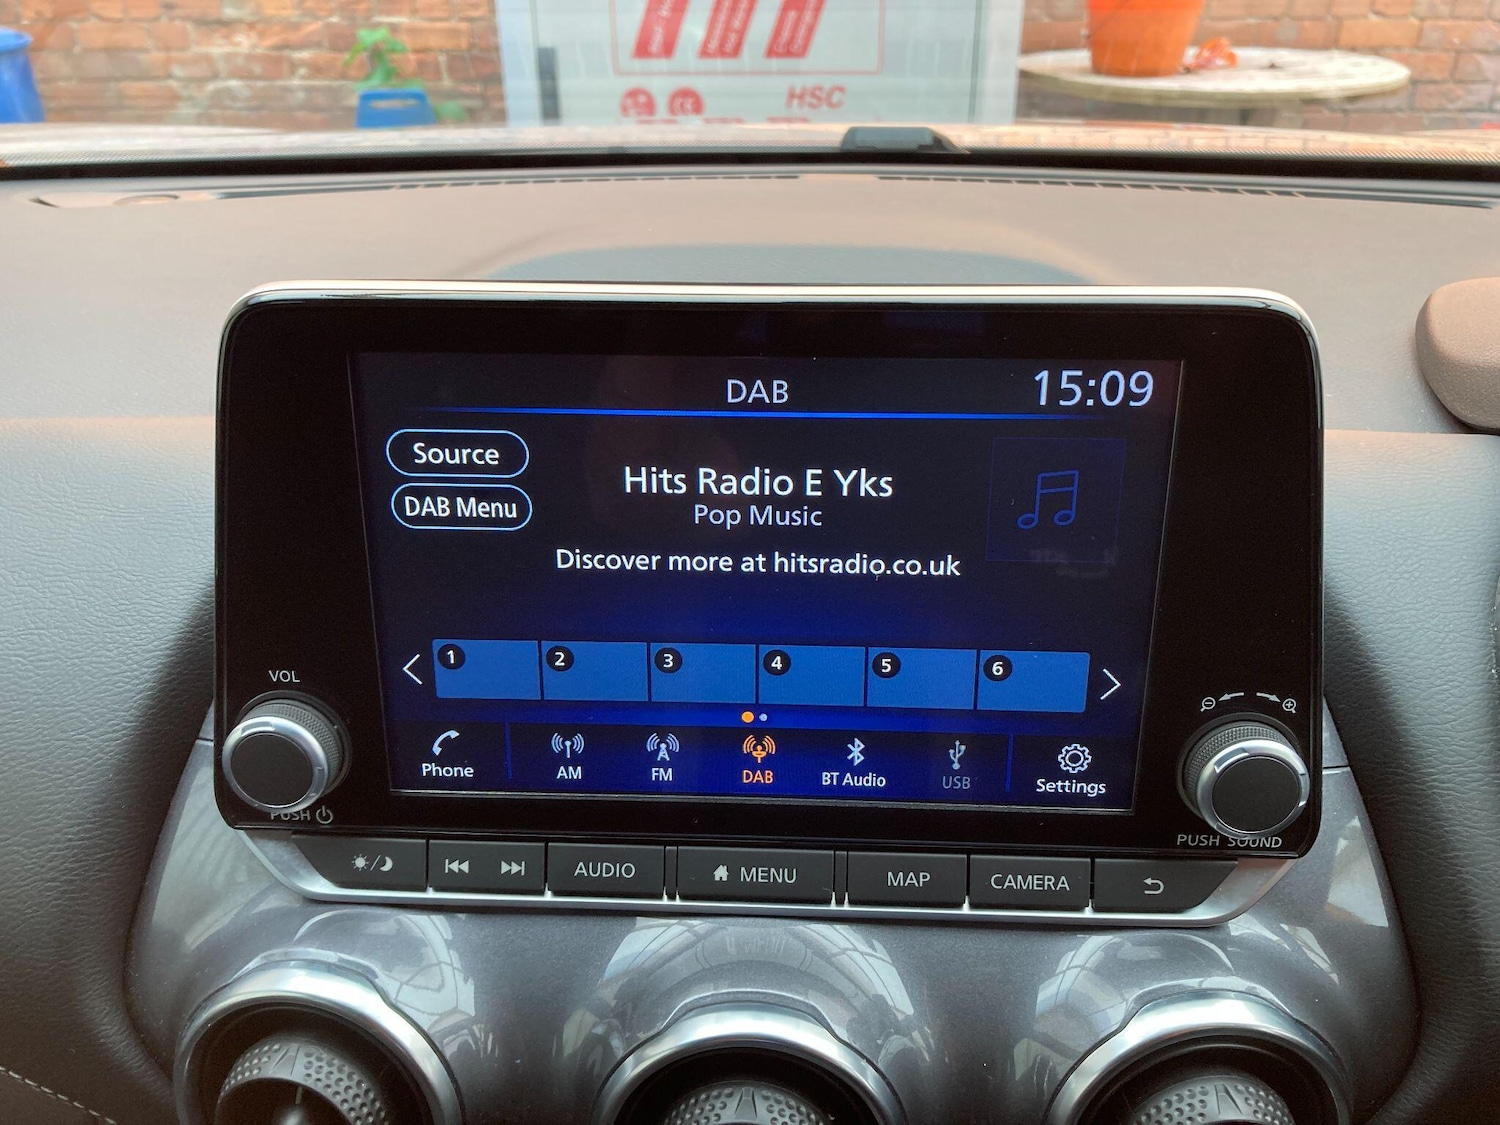 HSC
DAB
15:09
Source
DAB Menu
Hits Radio E Yks
Pop Music
Discover more at hitsradio.co.uk
1 2 3 4 5 6
Phone AM FM DAB BT Audio USB Settings
VOL
PUSH
PUSH SOUND
AUDIO MENU MAP CAMERA